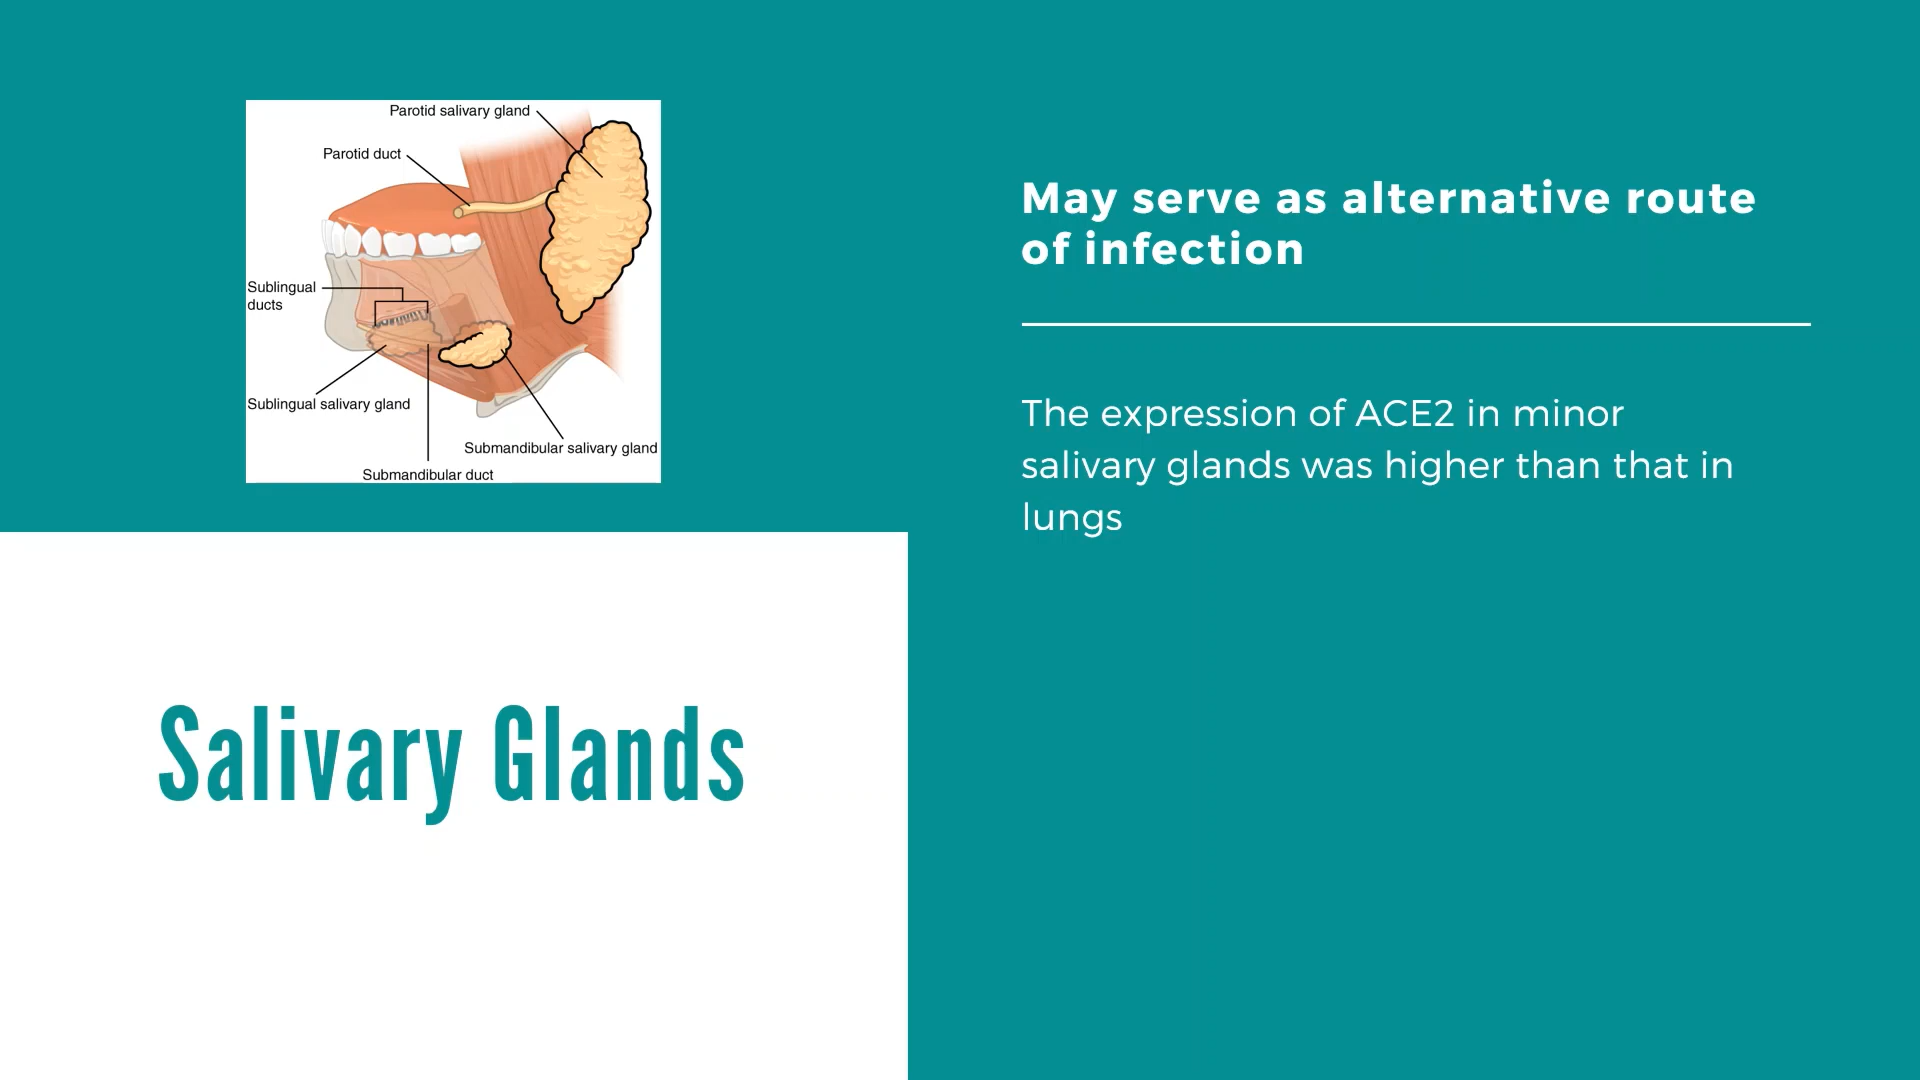 Parotid salivary gland
Parotid duct
Sublingual
ducts
Sublingual salivary gland
Submandibular salivary gland
Submandibular duct
Salivary Glands
May serve as alternative route
of infection
The expression of ACE2 in minor
salivary glands was higher than that in
lungs